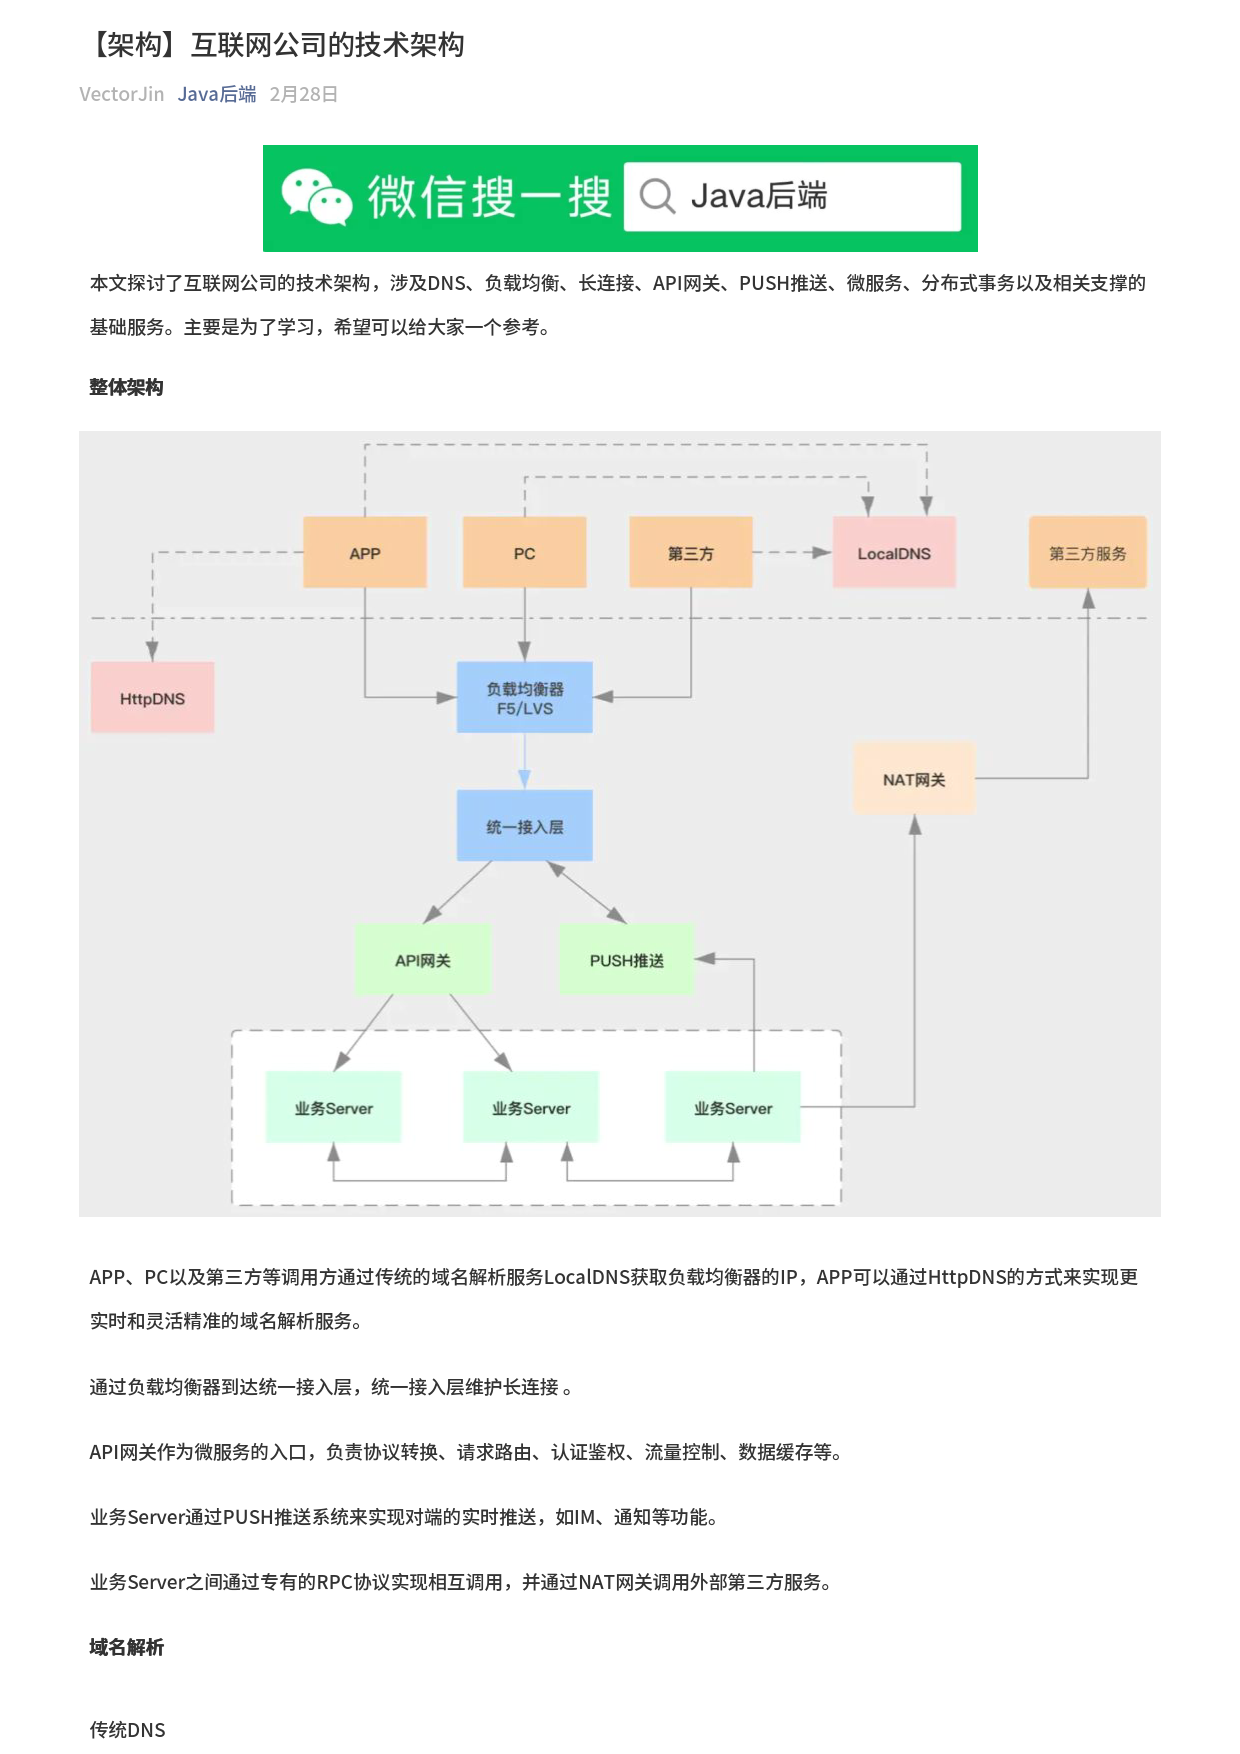 【架构】互联网公司的技术架构
VectorJin Java后端 2月28日
微信搜一搜 Java后端
本文探讨了互联网公司的技术架构，涉及DNS、负载均衡、长连接、API网关、PUSH推送、微服务、分布式事务以及相关支撑的
基础服务。主要是为了学习，希望可以给大家一个参考。
整体架构
APP
PC
第三方
LocalDNS
第三方服务
HttpDNS
负载均衡器
F5/LVS
NAT网关
统一接入层
API网关
PUSH推送
业务Server
业务Server
业务Server
APP、PC以及第三方等调用方通过传统的域名解析服务LocalDNS获取负载均衡器的IP，APP可以通过HttpDNS的方式来实现更
实时和灵活精准的域名解析服务。
通过负载均衡器到达统一接入层，统一接入层维护长连接 。
API网关作为微服务的入口，负责协议转换、请求路由、认证鉴权、流量控制、数据缓存等。
业务Server通过PUSH推送系统来实现对端的实时推送，如IM、通知等功能。
业务Server之间通过专有的RPC协议实现相互调用，并通过NAT网关调用外部第三方服务。
域名解析
传统DNS